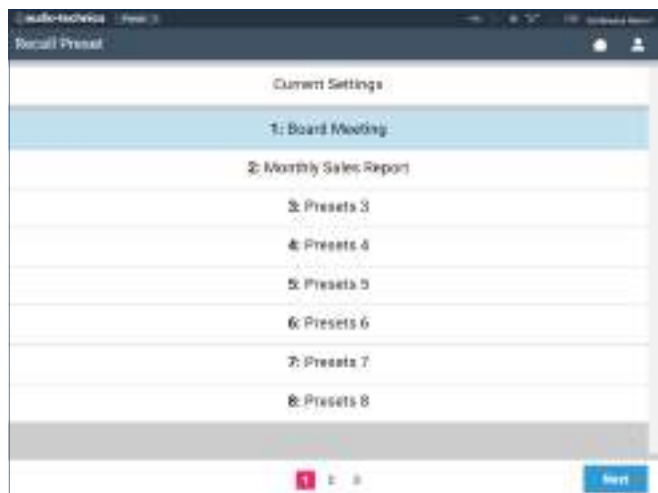 audio-technica
Recall Preset
Current Settings
1: Board Meeting
2: Monthly Sales Report
3: Presets 3
4: Presets 4
5: Presets 5
6: Presets 6
7: Presets 7
8: Presets 8
1 2 3
Next